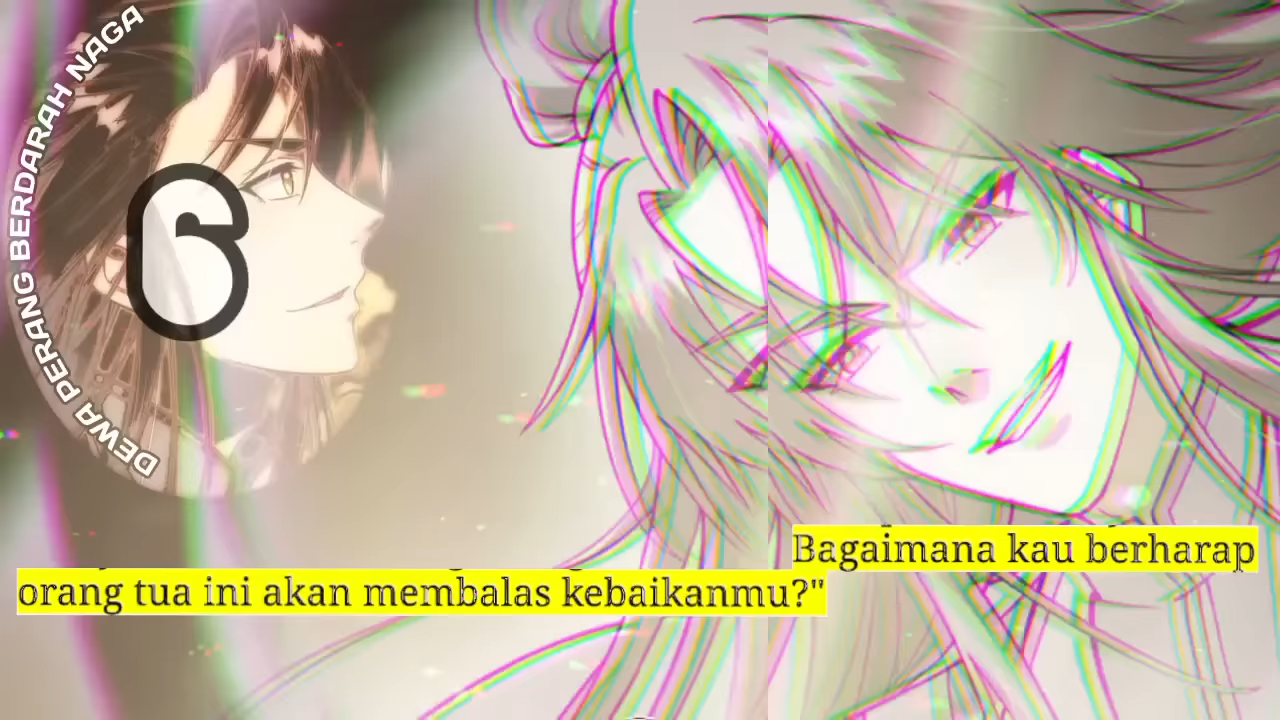 DEWA PERANG BERDARAH NAGA
6
Bagaimana kau berharap
orang tua ini akan membalas kebaikanmu?"